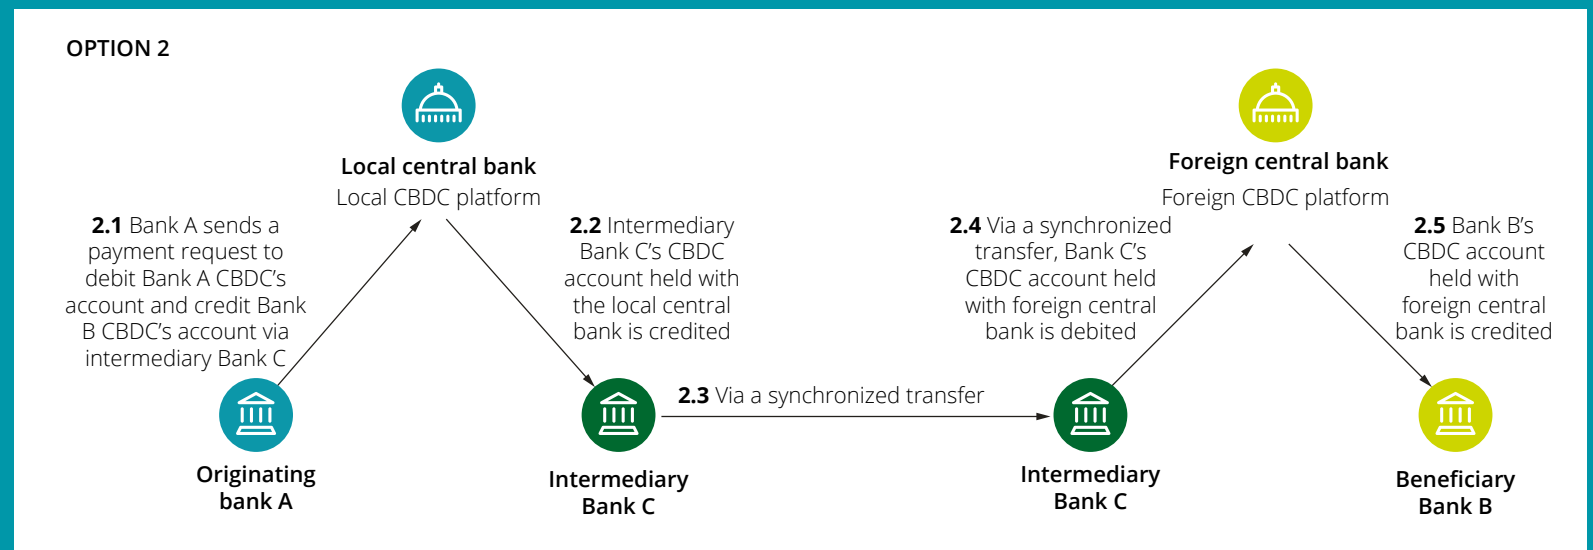 OPTION 2
Local central bank
Local CBDC platform
Foreign central bank
Foreign CBDC platform
2.1 Bank A sends a
payment request to
debit Bank A CBDC’s
account and credit Bank
B CBDC’s account via
intermediary Bank C
2.2 Intermediary
Bank C’s CBDC
account held with
the local central
bank is credited
2.4 Via a synchronized
transfer, Bank C’s
CBDC account held
with foreign central
bank is debited
2.5 Bank B’s
CBDC account
held with
foreign central
bank is credited
2.3 Via a synchronized transfer
Originating
bank A
Intermediary
Bank C
Intermediary
Bank C
Beneficiary
Bank B